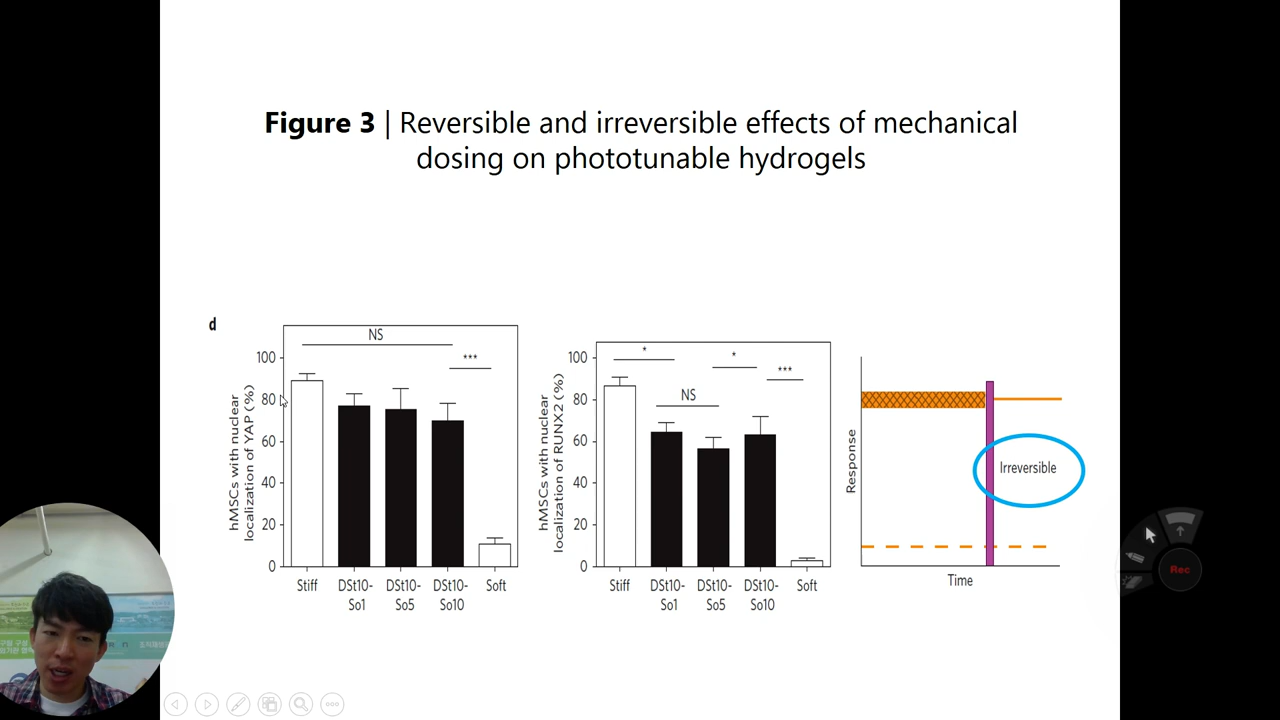 Figure 3 | Reversible and irreversible effects of mechanical
dosing on phototunable hydrogels
d
hMSCs with nuclear
localization of YAP (%)
100
80
60
40
20
0
NS
***
Stiff
DSt10-
So1
DSt10-
So5
DSt10-
So10
Soft
hMSCs with nuclear
localization of RUNX2 (%)
100
80
60
40
20
0
*
NS
*
***
Stiff
DSt10-
So1
DSt10-
So5
DSt10-
So10
Soft
Response
Irreversible
Time
Rec